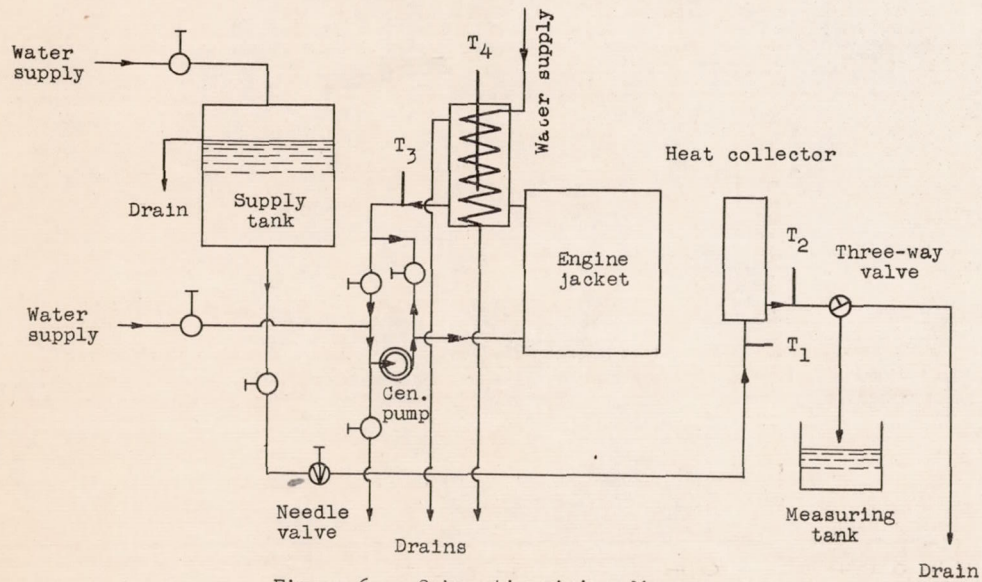 Water
supply
T4
Water supply
T3
Heat collector
Drain
Supply
tank
T2
Three-way
valve
Engine
jacket
Water
supply
T1
Cen.
pump
Needle
valve
Drains
Measuring
tank
Drain